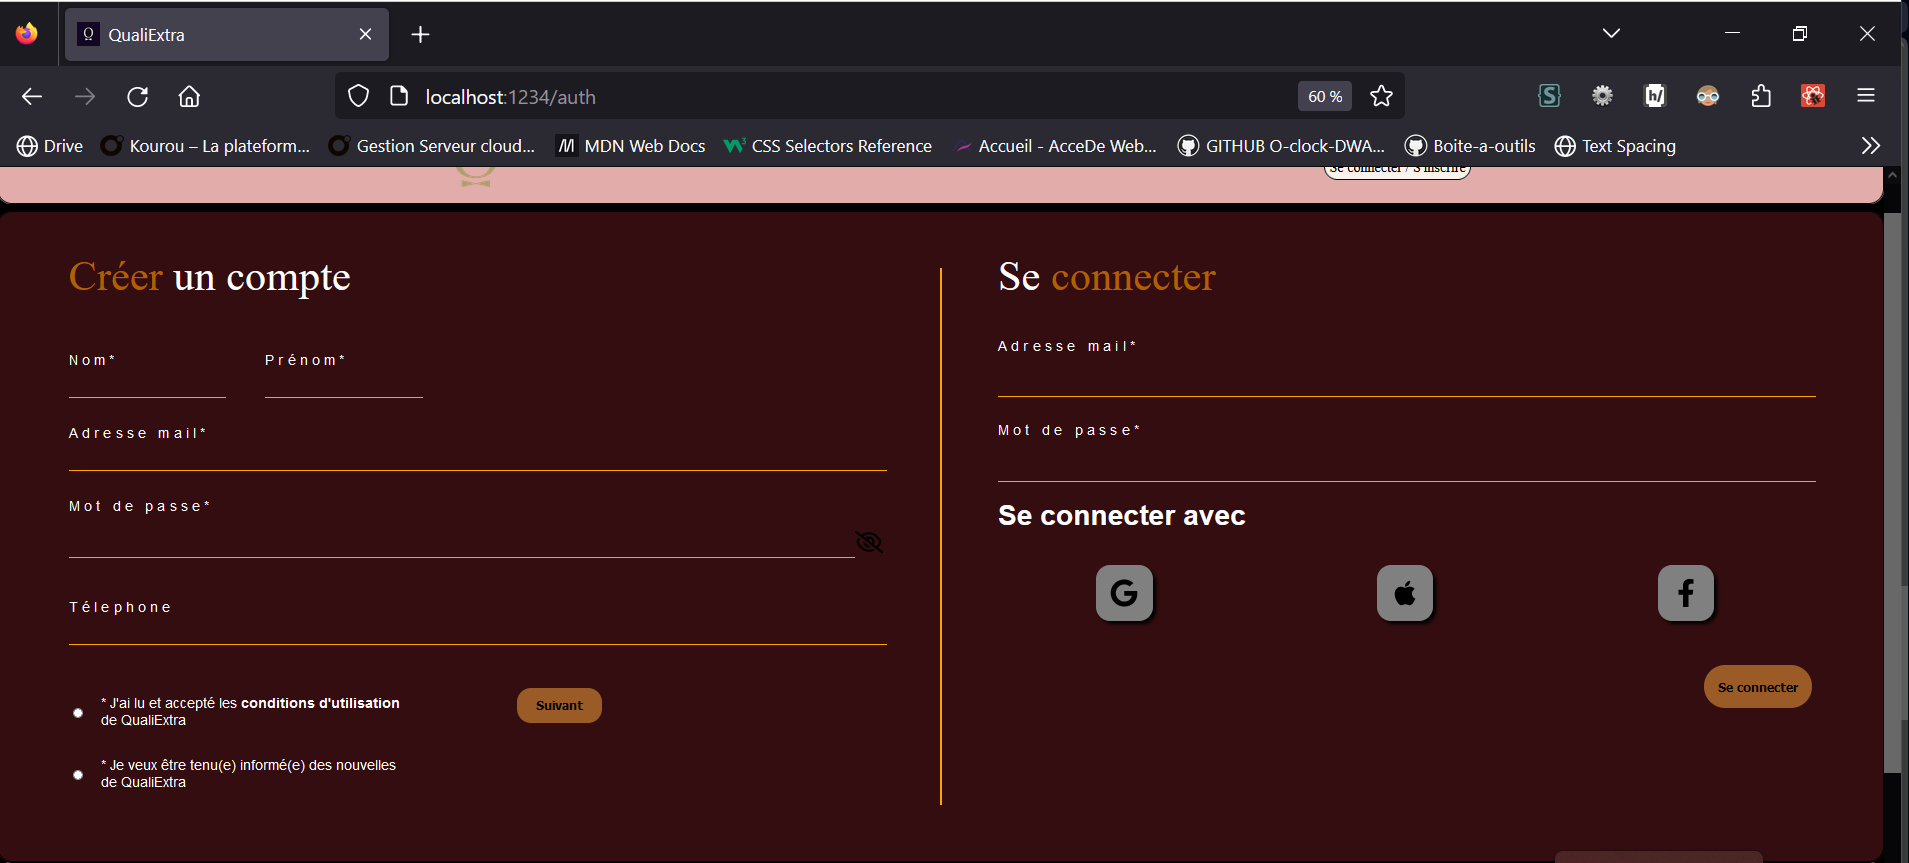 QualiExtra
localhost:1234/auth
60 %
Drive
Kourou – La plateform...
Gestion Serveur cloud...
MDN Web Docs
CSS Selectors Reference
Accueil - AcceDe Web...
GITHUB O-clock-DWA...
Boite-a-outils
Text Spacing
Se connecter / S'inscrire
Créer un compte
Nom*
Prénom*
Adresse mail*
Mot de passe*
Télephone
* J'ai lu et accepté les conditions d'utilisation
de QualiExtra
Suivant
* Je veux être tenu(e) informé(e) des nouvelles
de QualiExtra
Se connecter
Adresse mail*
Mot de passe*
Se connecter avec
Se connecter